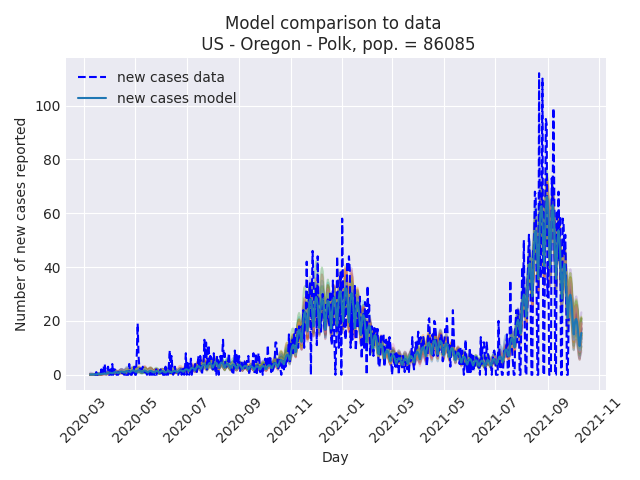 Model comparison to data
US - Oregon - Polk, pop. = 86085
new cases data
new cases model
Number of new cases reported
100
80
60
40
20
0
2020-03
2020-05
2020-07
2020-09
2020-11
2021-01
2021-03
2021-05
2021-07
2021-09
2021-11
Day